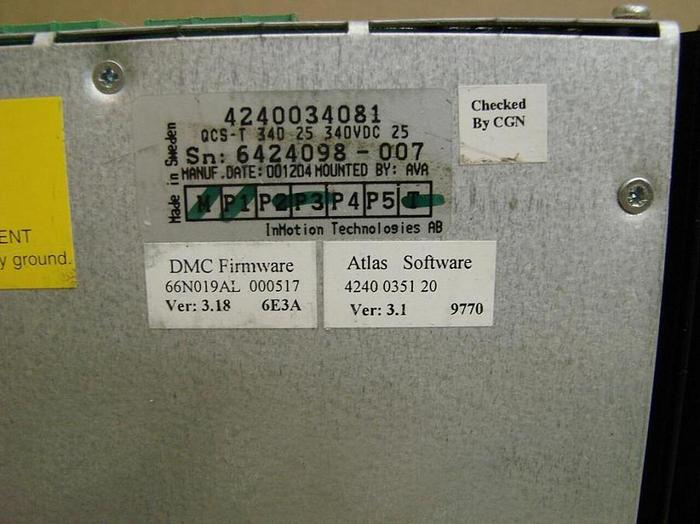 4240034081
QCS-T 340 25 340VDC 25
Sn: 6424098 - 007
MANUF.DATE: 001204 MOUNTED BY: AVA
M P1 P2 P3 P4 P5 T
InMotion Technologies AB
Made in Sweden
Checked
By CGN
ENT
y ground.
DMC Firmware
66N019AL 000517
Ver: 3.18 6E3A
Atlas Software
4240 0351 20
Ver: 3.1 9770